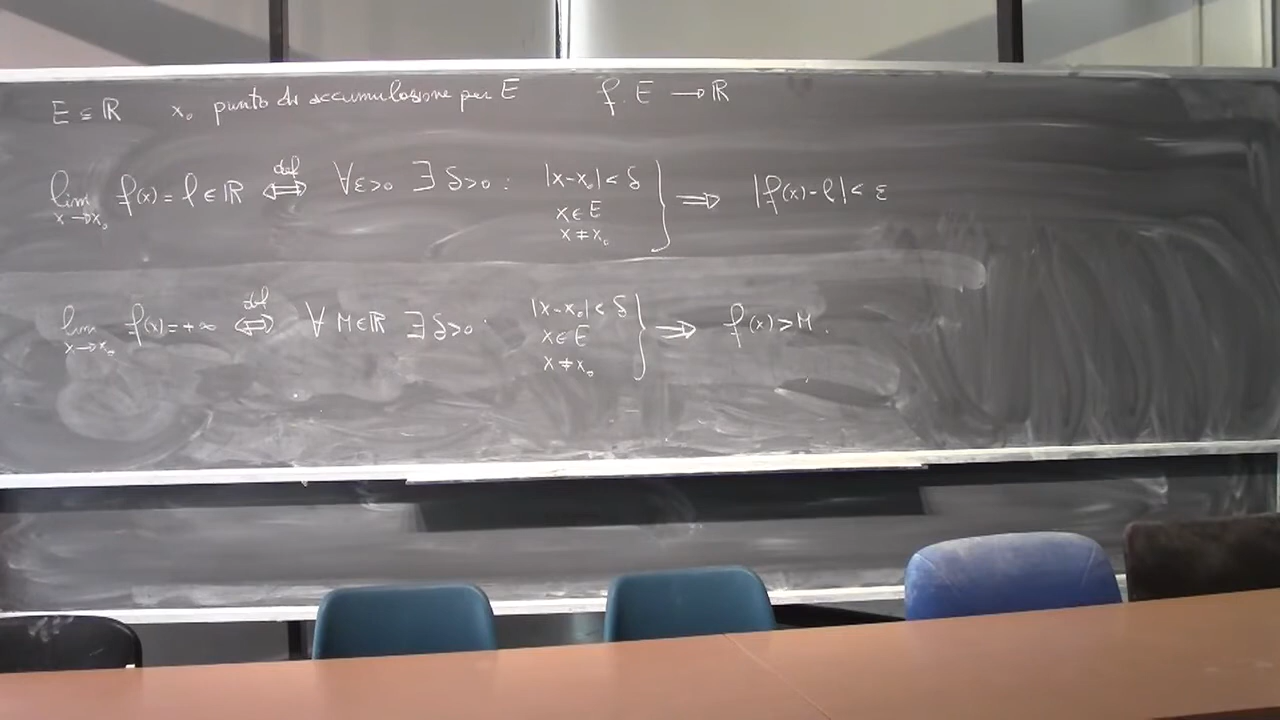 E ⊆ ℝ x₀ punto di accumulazione per E f: E → ℝ
lim x→x₀ f(x) = ℓ ∈ ℝ ⟺ def ∀ε>0 ∃ δ>0 : |x-x₀| < δ x ∈ E x ≠ x₀ } ⟹ |f(x)-ℓ| < ε
lim x→x₀ f(x) = +∞ ⟺ def ∀ M∈ℝ ∃ δ>0 : |x-x₀| < δ x ∈ E x ≠ x₀ } ⟹ f(x) > M.